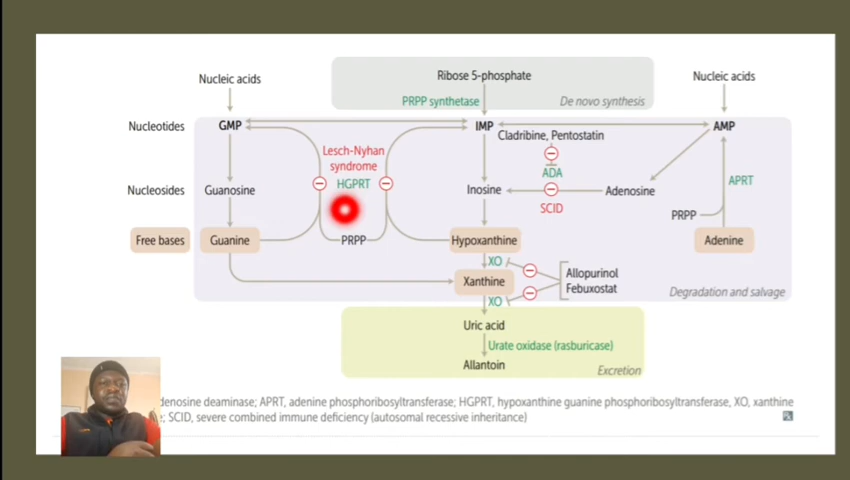 Ribose 5-phosphate
Nucleic acids
Nucleic acids
PRPP synthetase
De novo synthesis
Nucleotides
GMP
IMP
AMP
Cladribine, Pentostatin
Lesch-Nyhan
syndrome
HGPRT
ADA
APRT
Nucleosides
Guanosine
Inosine
Adenosine
SCID
PRPP
Free bases
Guanine
PRPP
Hypoxanthine
Adenine
XO
Allopurinol
Xanthine
Febuxostat
Degradation and salvage
XO
Uric acid
Urate oxidase (rasburicase)
Allantoin
Excretion
denosine deaminase; APRT, adenine phosphoribosyltransferase; HGPRT, hypoxanthine guanine phosphoribosyltransferase, XO, xanthine
; SCID, severe combined immune deficiency (autosomal recessive inheritance)